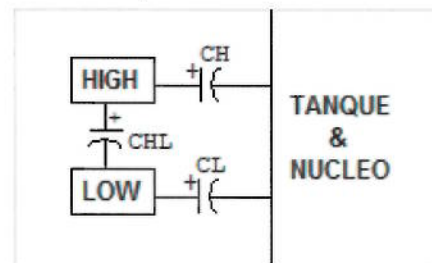 CH
HIGH
TANQUE
&
NUCLEO
CHL
CL
LOW
+
+
+